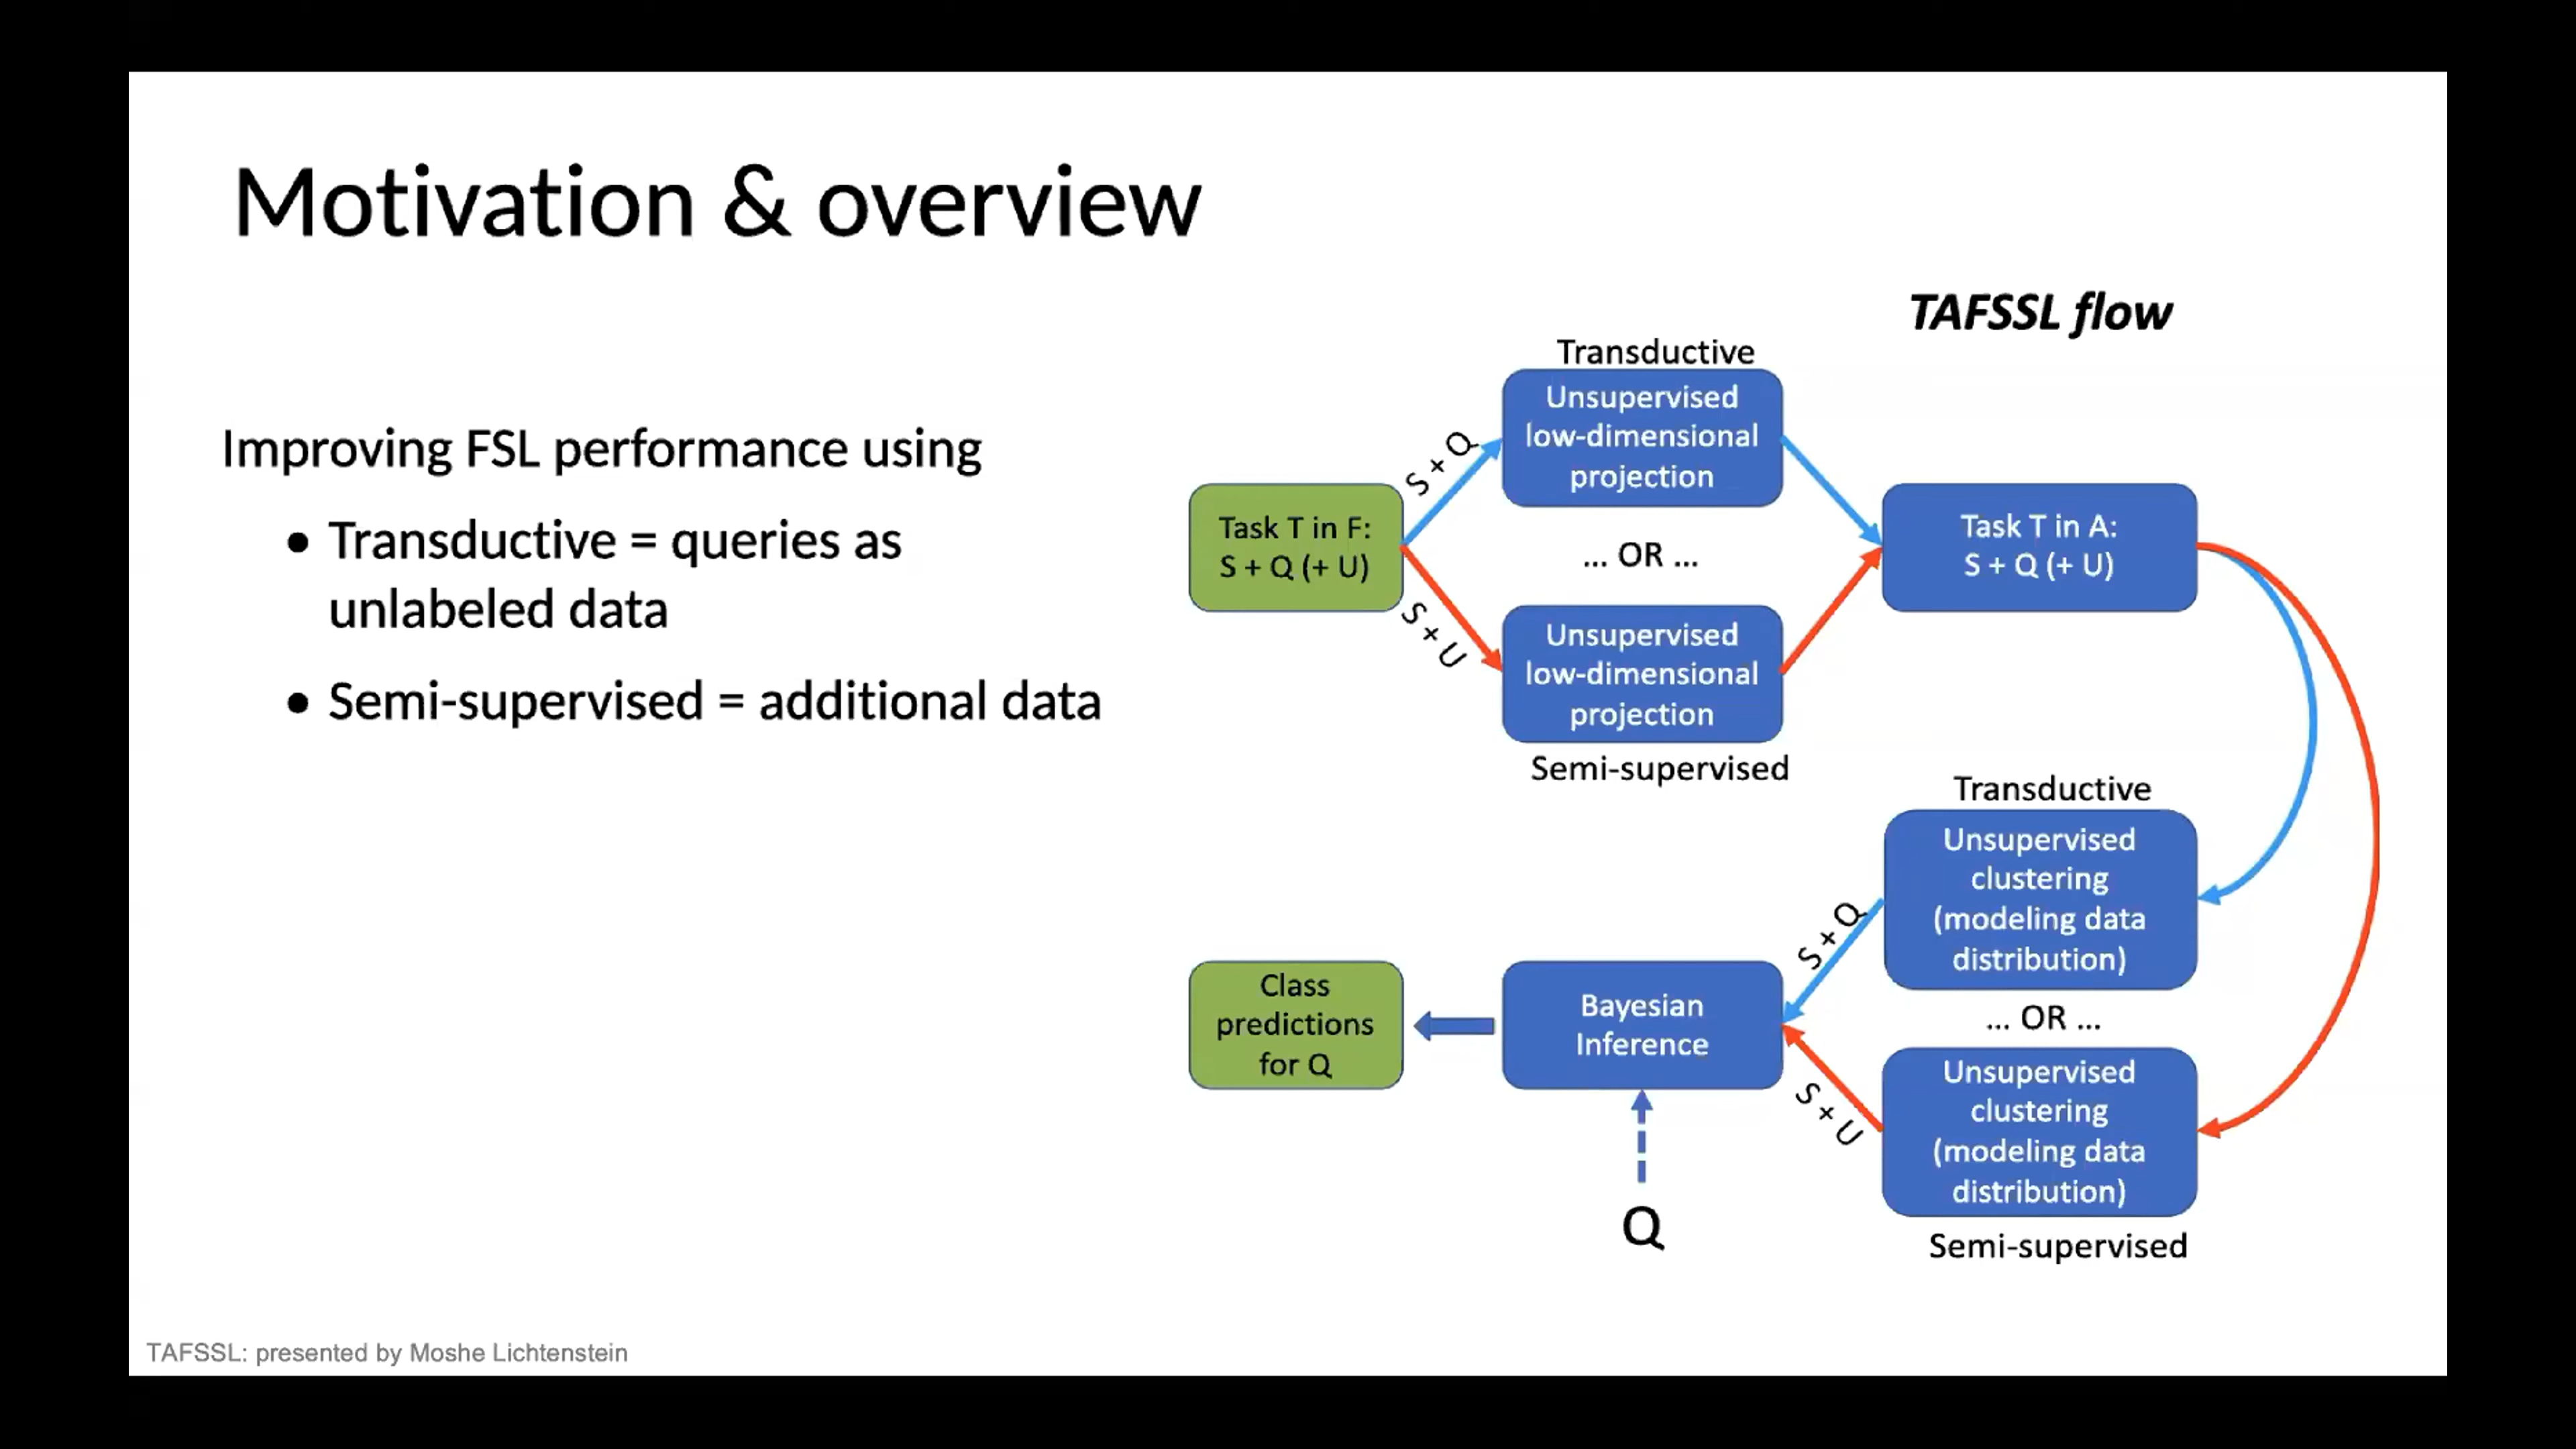 Motivation & overview
Improving FSL performance using
• Transductive = queries as
unlabeled data
• Semi-supervised = additional data
TAFSSL flow
Transductive
Unsupervised
low-dimensional
projection
S + Q
Task T in F:
S + Q (+ U)
... OR ...
Task T in A:
S + Q (+ U)
S + U
Unsupervised
low-dimensional
projection
Semi-supervised
Transductive
Unsupervised
clustering
(modeling data
distribution)
S + Q
... OR ...
Unsupervised
clustering
(modeling data
distribution)
Semi-supervised
S + U
Bayesian
Inference
Q
Class
predictions
for Q
TAFSSL: presented by Moshe Lichtenstein